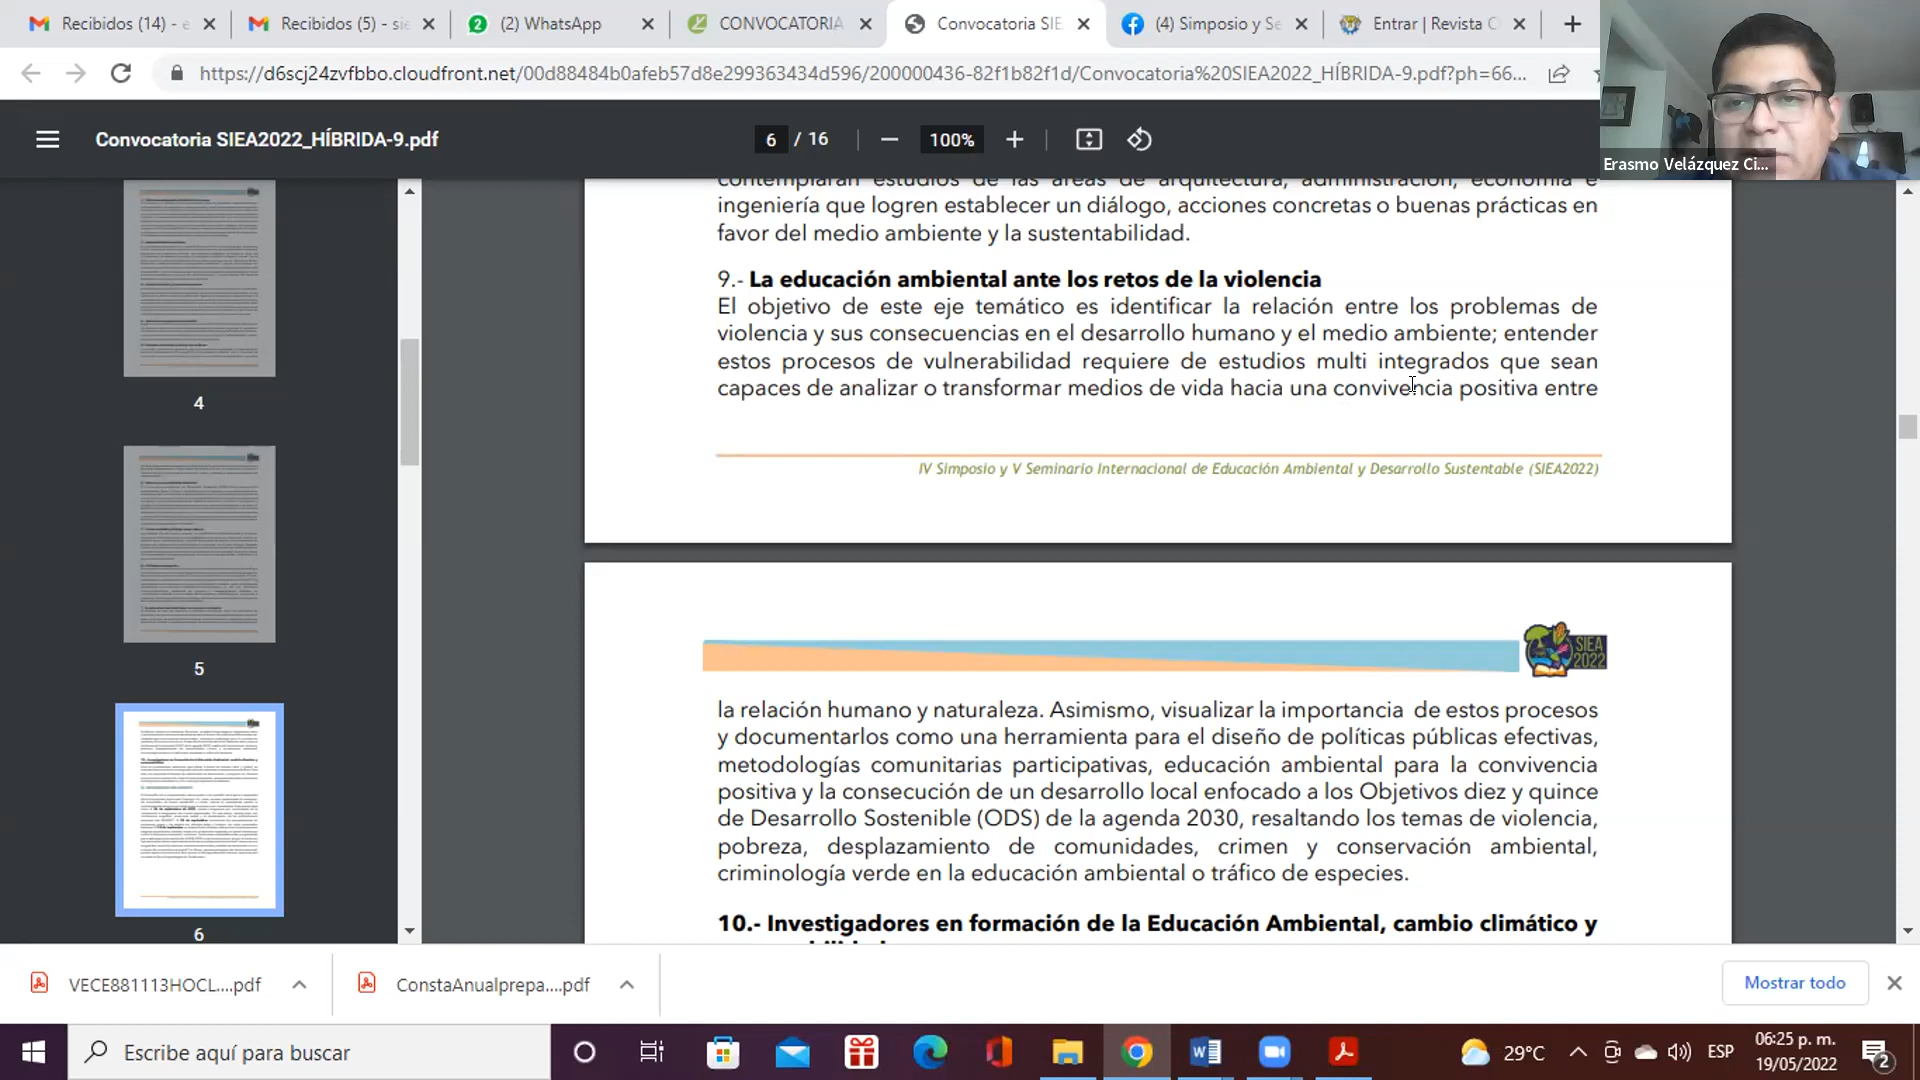 Recibidos (14) - e
Recibidos (5) - sie
(2) WhatsApp
CONVOCATORIA
Convocatoria SIE
(4) Simposio y Se
Entrar | Revista C
https://d6scj24zvfbbo.cloudfront.net/00d88484b0afeb57d8e299363434d596/200000436-82f1b82f1d/Convocatoria%20SIEA2022_HÍBRIDA-9.pdf?ph=66...
Erasmo Velázquez Ci...
Convocatoria SIEA2022_HÍBRIDA-9.pdf
6 / 16
100%
4
5
6
contemplarán estudios de las áreas de arquitectura, administración, economía e
ingeniería que logren establecer un diálogo, acciones concretas o buenas prácticas en
favor del medio ambiente y la sustentabilidad.
9.- La educación ambiental ante los retos de la violencia
El objetivo de este eje temático es identificar la relación entre los problemas de
violencia y sus consecuencias en el desarrollo humano y el medio ambiente; entender
estos procesos de vulnerabilidad requiere de estudios multi integrados que sean
capaces de analizar o transformar medios de vida hacia una convivencia positiva entre
IV Simposio y V Seminario Internacional de Educación Ambiental y Desarrollo Sustentable (SIEA2022)
SIEA
2022
la relación humano y naturaleza. Asimismo, visualizar la importancia de estos procesos
y documentarlos como una herramienta para el diseño de políticas públicas efectivas,
metodologías comunitarias participativas, educación ambiental para la convivencia
positiva y la consecución de un desarrollo local enfocado a los Objetivos diez y quince
de Desarrollo Sostenible (ODS) de la agenda 2030, resaltando los temas de violencia,
pobreza, desplazamiento de comunidades, crimen y conservación ambiental,
criminología verde en la educación ambiental o tráfico de especies.
10.- Investigadores en formación de la Educación Ambiental, cambio climático y
VECE881113HOCL....pdf
ConstaAnualprepa....pdf
Mostrar todo
Escribe aquí para buscar
29°C
ESP
06:25 p. m.
19/05/2022
2